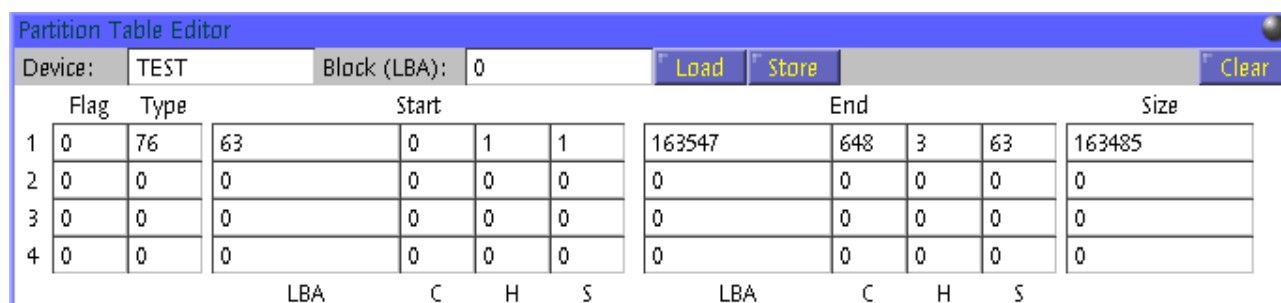 Partition Table Editor
Device: TEST Block (LBA): 0 Load Store Clear
Flag Type Start End Size
1 0 76 63 0 1 1 163547 648 3 63 163485
2 0 0 0 0 0 0 0 0 0 0 0
3 0 0 0 0 0 0 0 0 0 0 0
4 0 0 0 0 0 0 0 0 0 0 0
LBA C H S LBA C H S